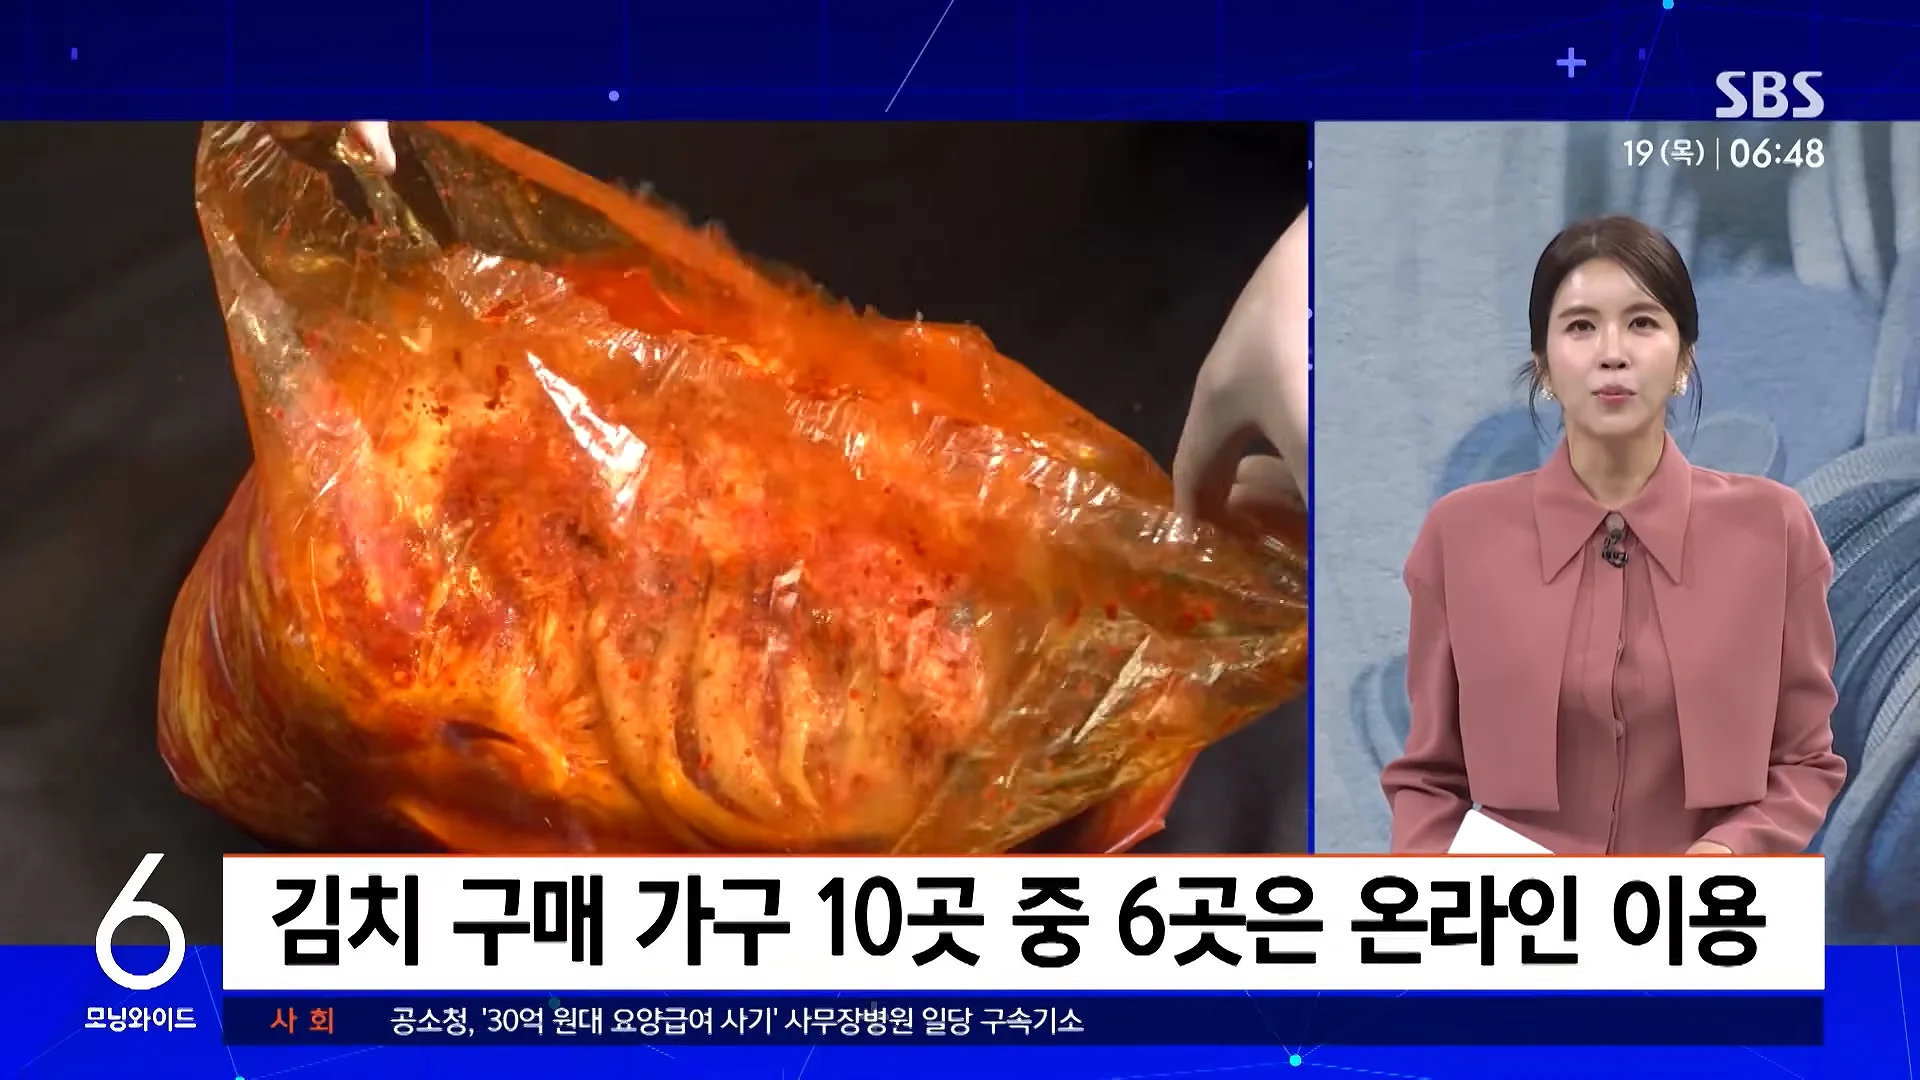 SBS
19(목) | 06:48
김치 구매 가구 10곳 중 6곳은 온라인 이용
6
모닝와이드
사회 공소청, '30억 원대 요양급여 사기' 사무장병원 일당 구속기소